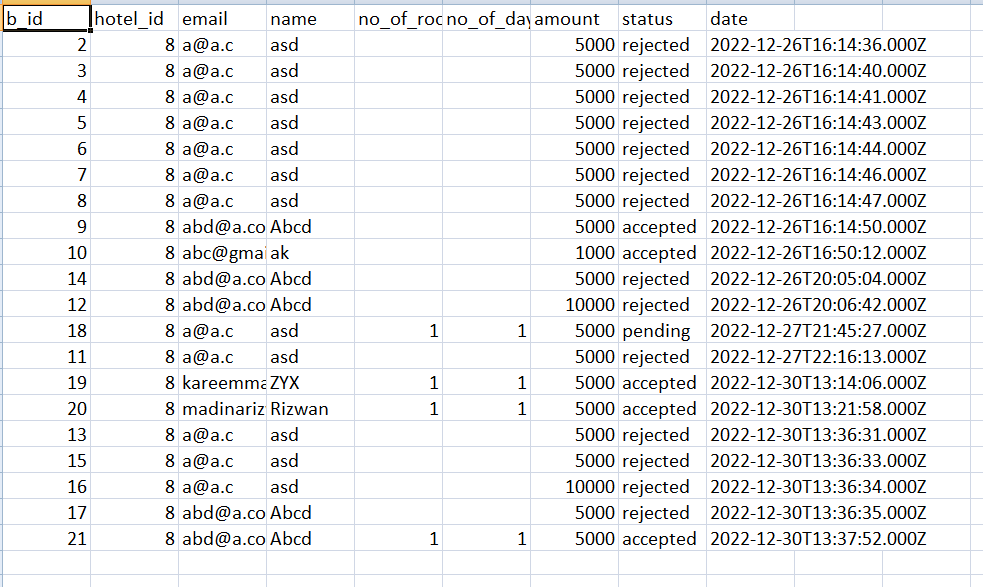 b_id hotel_id email name no_of_roo no_of_day amount status date
2 8 a@a.c asd 5000 rejected 2022-12-26T16:14:36.000Z
3 8 a@a.c asd 5000 rejected 2022-12-26T16:14:40.000Z
4 8 a@a.c asd 5000 rejected 2022-12-26T16:14:41.000Z
5 8 a@a.c asd 5000 rejected 2022-12-26T16:14:43.000Z
6 8 a@a.c asd 5000 rejected 2022-12-26T16:14:44.000Z
7 8 a@a.c asd 5000 rejected 2022-12-26T16:14:46.000Z
8 8 a@a.c asd 5000 rejected 2022-12-26T16:14:47.000Z
9 8 abd@a.co Abcd 5000 accepted 2022-12-26T16:14:50.000Z
10 8 abc@gmai ak 1000 accepted 2022-12-26T16:50:12.000Z
14 8 abd@a.co Abcd 5000 rejected 2022-12-26T20:05:04.000Z
12 8 abd@a.co Abcd 10000 rejected 2022-12-26T20:06:42.000Z
18 8 a@a.c asd 1 1 5000 pending 2022-12-27T21:45:27.000Z
11 8 a@a.c asd 5000 rejected 2022-12-27T22:16:13.000Z
19 8 kareemma ZYX 1 1 5000 accepted 2022-12-30T13:14:06.000Z
20 8 madinariz Rizwan 1 1 5000 accepted 2022-12-30T13:21:58.000Z
13 8 a@a.c asd 5000 rejected 2022-12-30T13:36:31.000Z
15 8 a@a.c asd 5000 rejected 2022-12-30T13:36:33.000Z
16 8 a@a.c asd 10000 rejected 2022-12-30T13:36:34.000Z
17 8 abd@a.co Abcd 5000 rejected 2022-12-30T13:36:35.000Z
21 8 abd@a.co Abcd 1 1 5000 accepted 2022-12-30T13:37:52.000Z